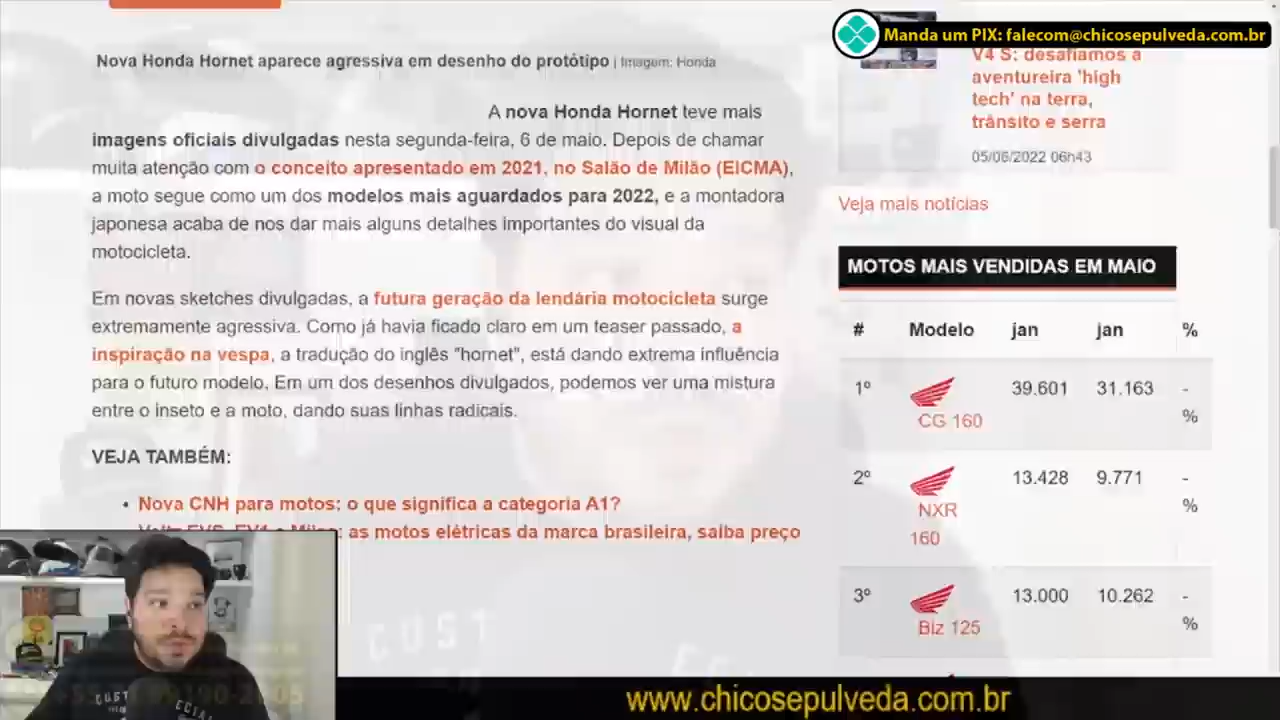 Manda um PIX: falecom@chicosepulveda.com.br
Nova Honda Hornet aparece agressiva em desenho do protótipo | Imagem: Honda
A nova Honda Hornet teve mais
imagens oficiais divulgadas nesta segunda-feira, 6 de maio. Depois de chamar
muita atenção com o conceito apresentado em 2021, no Salão de Milão (EICMA),
a moto segue como um dos modelos mais aguardados para 2022, e a montadora
japonesa acaba de nos dar mais alguns detalhes importantes do visual da
motocicleta.
Em novas sketches divulgadas, a futura geração da lendária motocicleta surge
extremamente agressiva. Como já havia ficado claro em um teaser passado, a
inspiração na vespa, a tradução do inglês "hornet", está dando extrema influência
para o futuro modelo. Em um dos desenhos divulgados, podemos ver uma mistura
entre o inseto e a moto, dando suas linhas radicais.
VEJA TAMBÉM:
• Nova CNH para motos: o que significa a categoria A1?
: as motos elétricas da marca brasileira, saiba preço
V4 S: desafiamos a
aventureira 'high
tech' na terra,
trânsito e serra
05/06/2022 06h43
Veja mais notícias
MOTOS MAIS VENDIDAS EM MAIO
# Modelo jan jan %
1º CG 160 39.601 31.163 - %
2º NXR 160 13.428 9.771 - %
3º Biz 125 13.000 10.262 - %
CUST
www.chicosepulveda.com.br